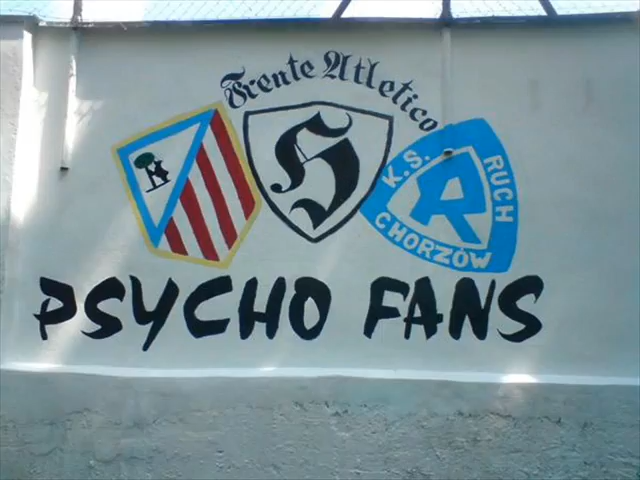 Frente Atletico
H
K.S. RUCH
R
CHORZÓW
PSYCHO FANS